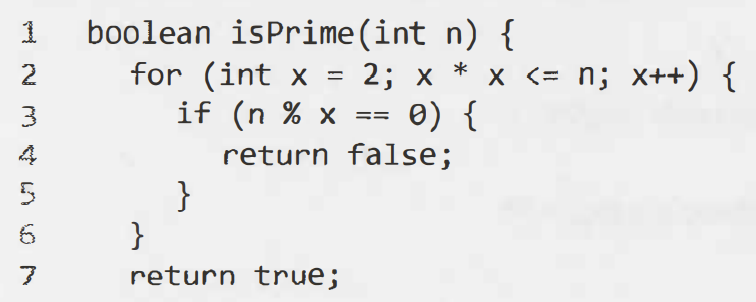 1 boolean isPrime(int n) {
2 for (int x = 2; x * x <= n; x++) {
3 if (n % x == 0) {
4 return false;
5 }
6 }
7 return true;